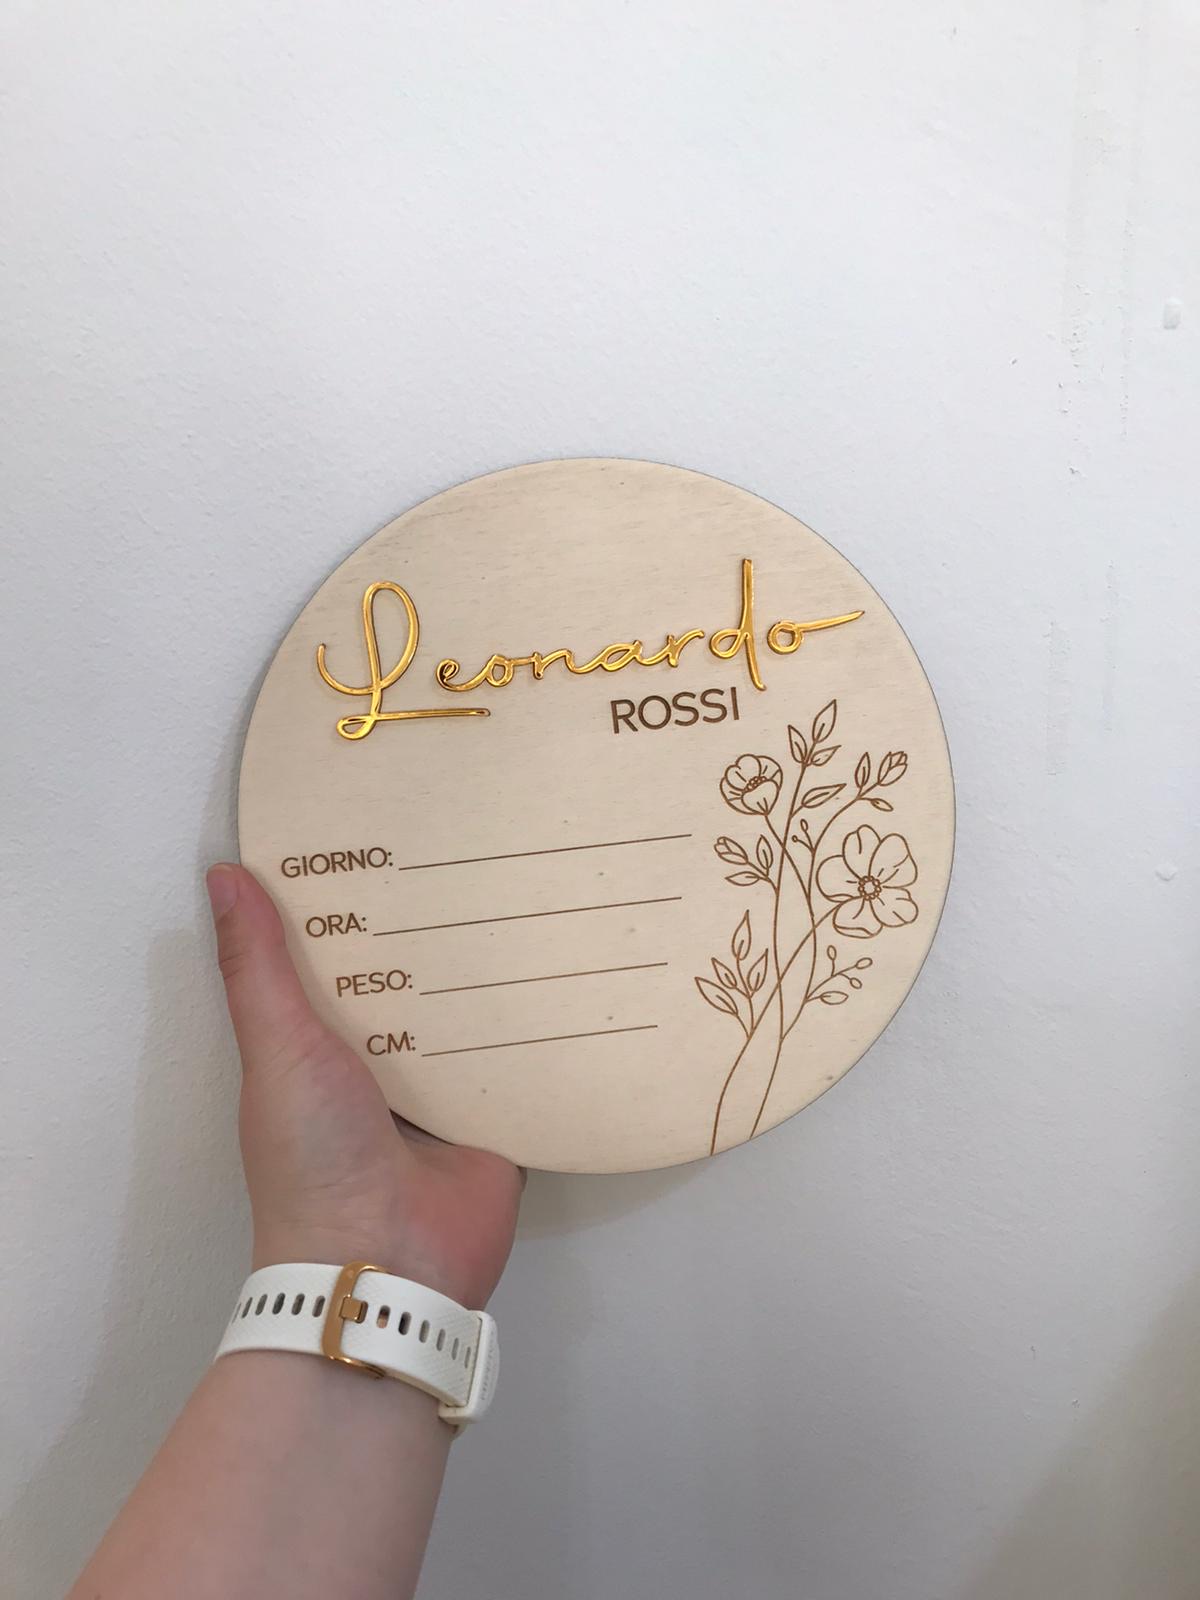 Leonardo
ROSSI
GIORNO:
ORA:
PESO:
CM: